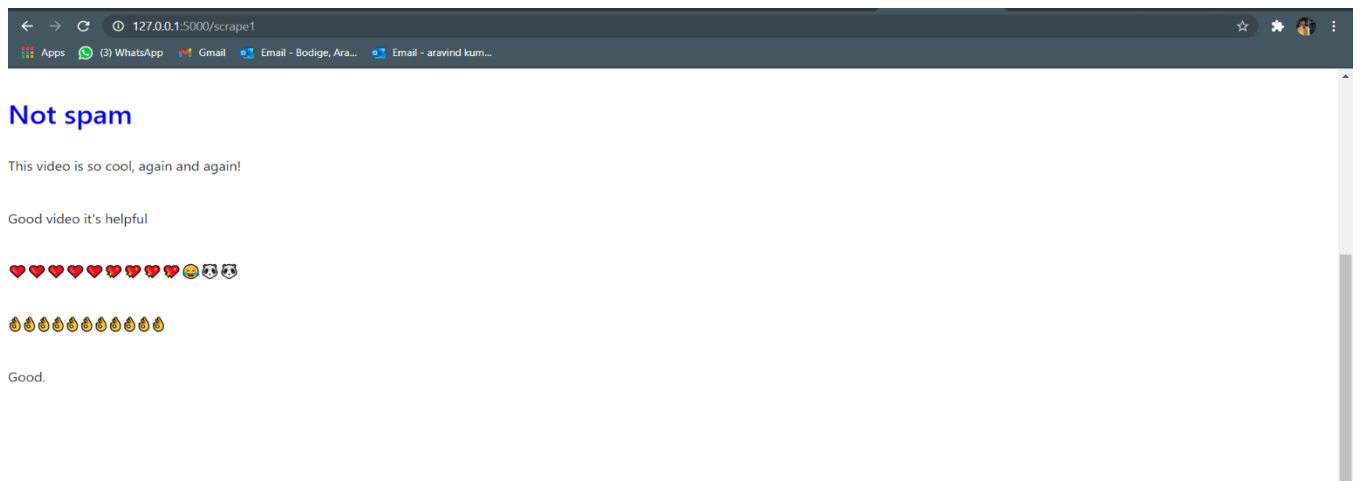 127.0.0.1:5000/scrape1
Apps (3) WhatsApp Gmail Email - Bodige, Ara... Email - aravind kum...
Not spam
This video is so cool, again and again!
Good video it's helpful
❤❤❤❤❤💖💖💖💖😂🐼🐼
👌👌👌👌👌👌👌👌👌👌👌
Good.